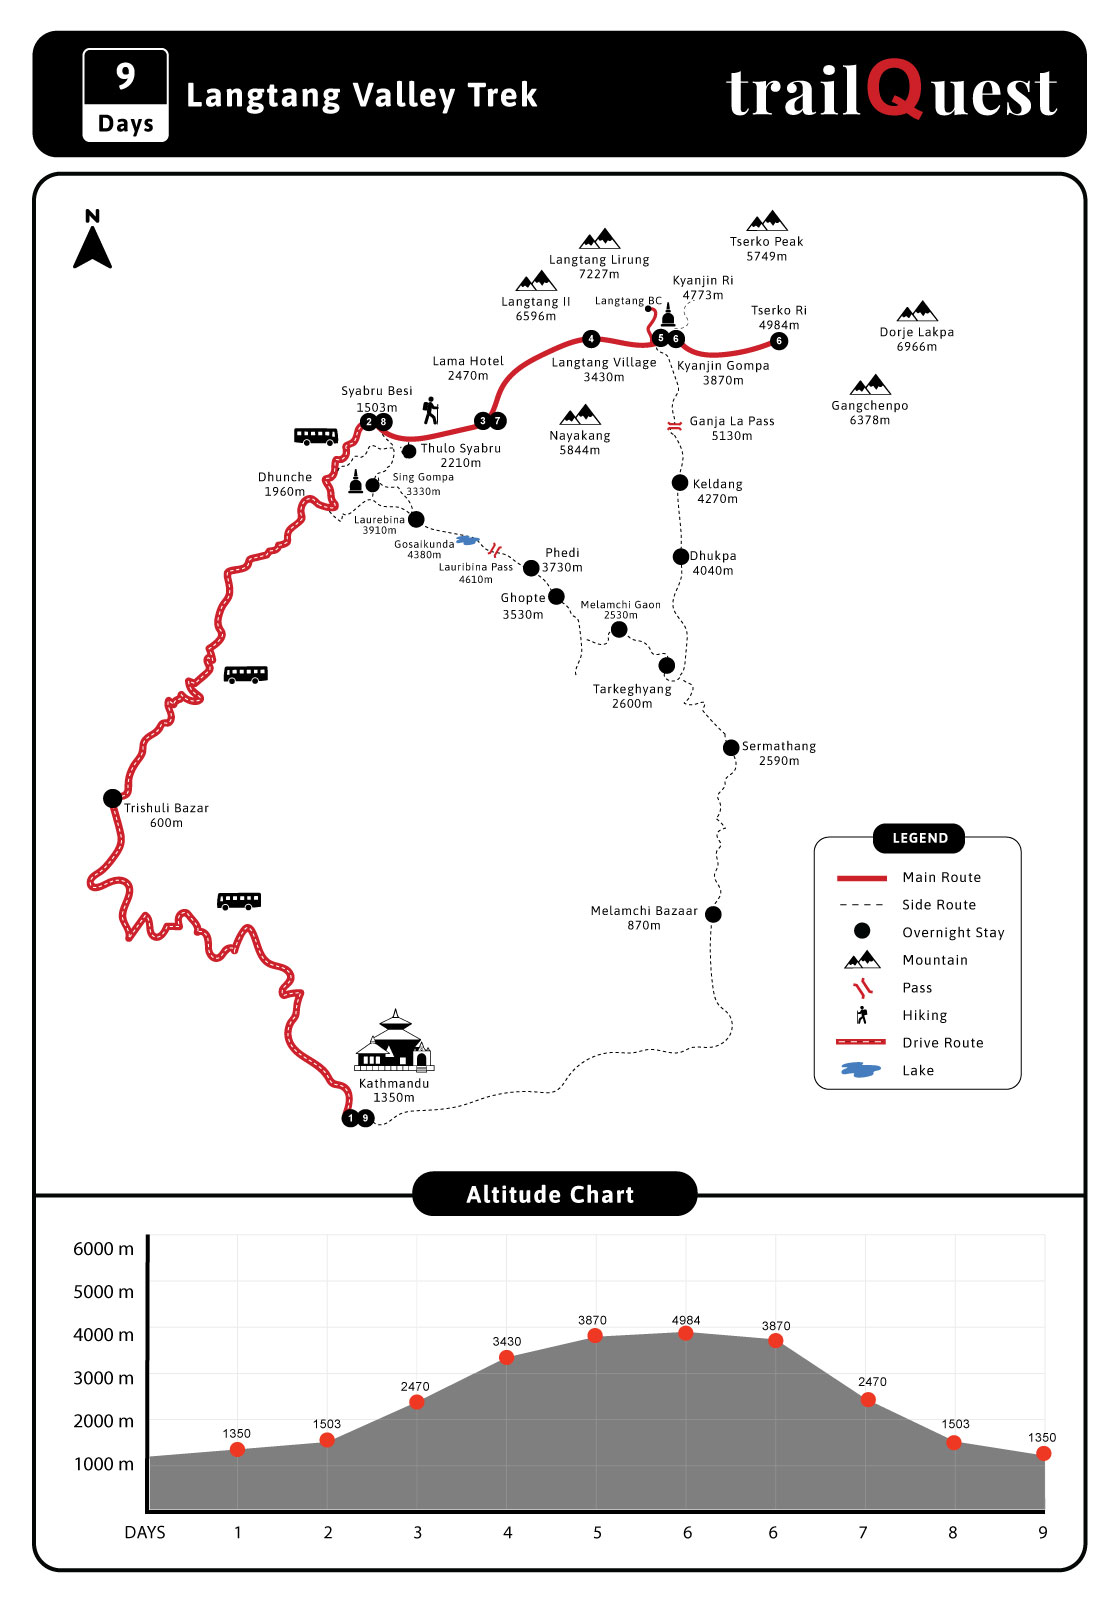 9
Days
Langtang Valley Trek
trailQuest
N
Tserko Peak
5749m
Langtang Lirung
7227m
Kyanjin Ri
4773m
Langtang II
6596m
Langtang BC
Tserko Ri
4984m
Dorje Lakpa
6966m
4
5
6
6
Lama Hotel
2470m
Langtang Village
3430m
Kyanjin Gompa
3870m
Syabru Besi
1503m
2
8
3
7
Gangchenpo
6378m
Nayakang
5844m
Ganja La Pass
5130m
Thulo Syabru
2210m
Dhunche
1960m
Sing Gompa
3330m
Keldang
4270m
Laurebina
3910m
Gosaikunda
4380m
Lauribina Pass
4610m
Phedi
3730m
Dhukpa
4040m
Ghopte
3530m
Melamchi Gaon
2530m
Tarkeghyang
2600m
Sermathang
2590m
Trishuli Bazar
600m
Melamchi Bazaar
870m
Kathmandu
1350m
1
9
LEGEND
Main Route
Side Route
Overnight Stay
Mountain
Pass
Hiking
Drive Route
Lake
Altitude Chart
6000 m
5000 m
4000 m
3000 m
2000 m
1000 m
1350
1503
2470
3430
3870
4984
3870
2470
1503
1350
DAYS 1 2 3 4 5 6 6 7 8 9